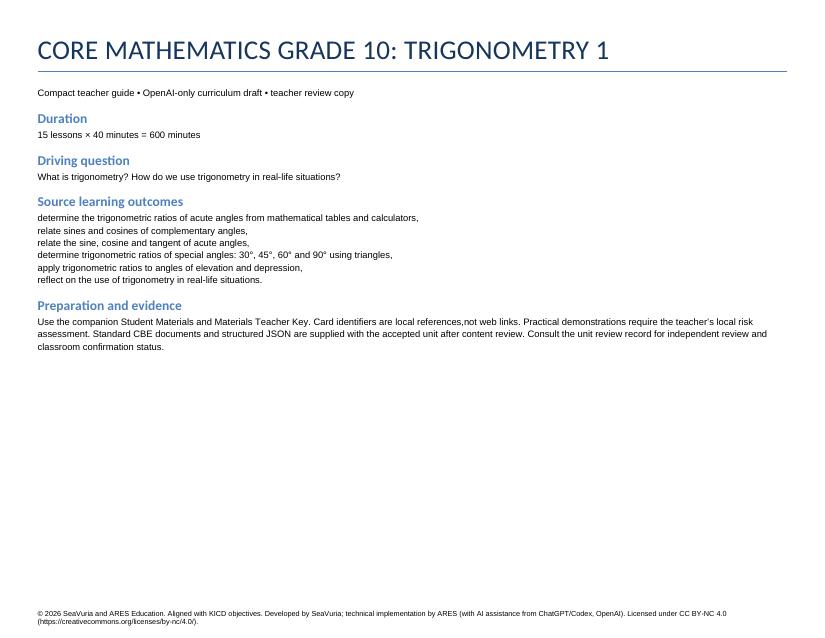 CORE MATHEMATICS GRADE 10: TRIGONOMETRY 1
Compact teacher guide • OpenAI-only curriculum draft • teacher review copy
Duration
15 lessons × 40 minutes = 600 minutes
Driving question
What is trigonometry? How do we use trigonometry in real-life situations?
Source learning outcomes
determine the trigonometric ratios of acute angles from mathematical tables and calculators,
relate sines and cosines of complementary angles,
relate the sine, cosine and tangent of acute angles,
determine trigonometric ratios of special angles: 30°, 45°, 60° and 90° using triangles,
apply trigonometric ratios to angles of elevation and depression,
reflect on the use of trigonometry in real-life situations.
Preparation and evidence
Use the companion Student Materials and Materials Teacher Key. Card identifiers are local references,not web links. Practical demonstrations require the teacher's local risk
assessment. Standard CBE documents and structured JSON are supplied with the accepted unit after content review. Consult the unit review record for independent review and
classroom confirmation status.
© 2026 SeaVuria and ARES Education. Aligned with KICD objectives. Developed by SeaVuria; technical implementation by ARES (with AI assistance from ChatGPT/Codex, OpenAI). Licensed under CC BY-NC 4.0
(https://creativecommons.org/licenses/by-nc/4.0/).